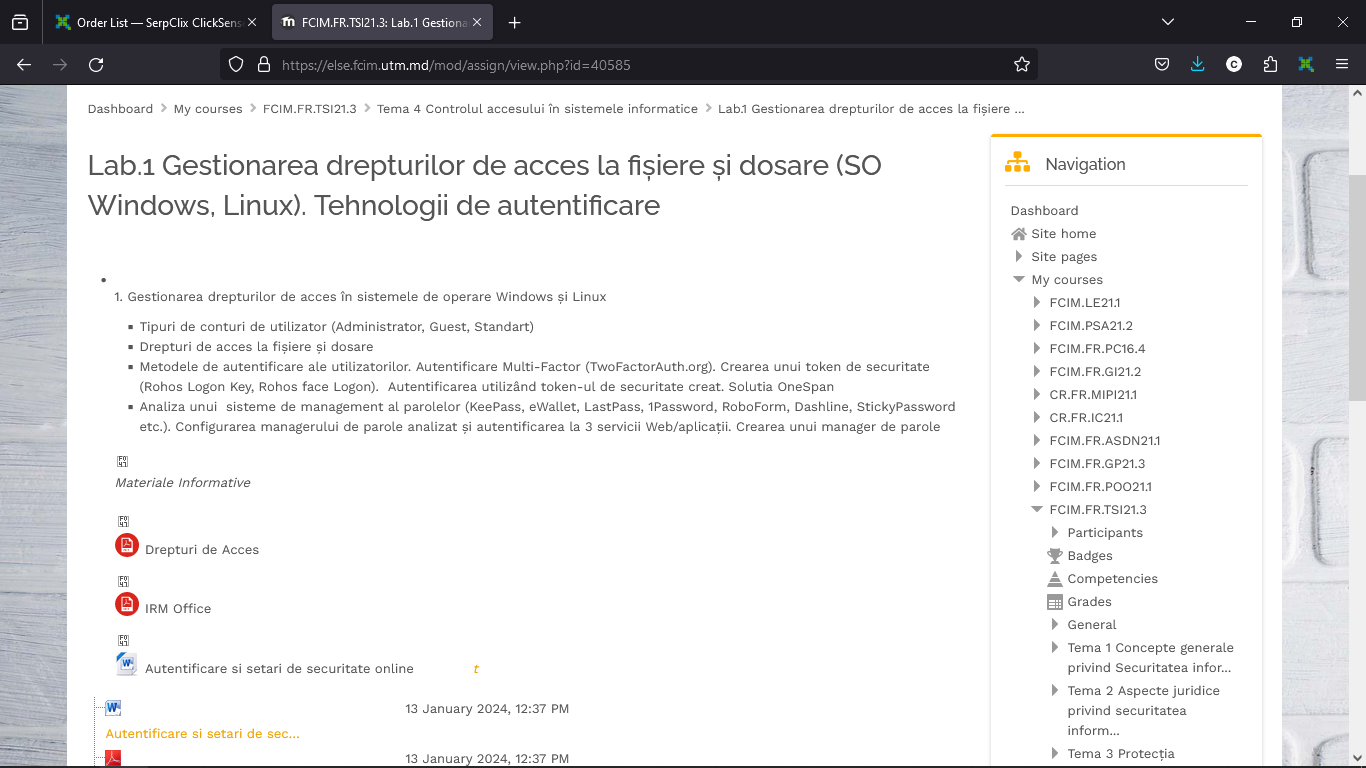 Order List — SerpClix ClickSens
FCIM.FR.TSI21.3: Lab.1 Gestiona
https://else.fcim.utm.md/mod/assign/view.php?id=40585
Dashboard > My courses > FCIM.FR.TSI21.3 > Tema 4 Controlul accesului în sistemele informatice > Lab.1 Gestionarea drepturilor de acces la fișiere ...
Lab.1 Gestionarea drepturilor de acces la fișiere și dosare (SO
Windows, Linux). Tehnologii de autentificare
1. Gestionarea drepturilor de acces în sistemele de operare Windows și Linux
Tipuri de conturi de utilizator (Administrator, Guest, Standart)
Drepturi de acces la fișiere și dosare
Metodele de autentificare ale utilizatorilor. Autentificare Multi-Factor (TwoFactorAuth.org). Crearea unui token de securitate
(Rohos Logon Key, Rohos face Logon).  Autentificarea utilizând token-ul de securitate creat. Solutia OneSpan
Analiza unui  sisteme de management al parolelor (KeePass, eWallet, LastPass, 1Password, RoboForm, Dashline, StickyPassword
etc.). Configurarea managerului de parole analizat și autentificarea la 3 servicii Web/aplicații. Crearea unui manager de parole
Materiale Informative
Drepturi de Acces
IRM Office
Autentificare si setari de securitate online t
13 January 2024, 12:37 PM
Autentificare si setari de sec...
13 January 2024, 12:37 PM
Navigation
Dashboard
Site home
Site pages
My courses
FCIM.LE21.1
FCIM.PSA21.2
FCIM.FR.PC16.4
FCIM.FR.GI21.2
CR.FR.MIPI21.1
CR.FR.IC21.1
FCIM.FR.ASDN21.1
FCIM.FR.GP21.3
FCIM.FR.POO21.1
FCIM.FR.TSI21.3
Participants
Badges
Competencies
Grades
General
Tema 1 Concepte generale
privind Securitatea infor...
Tema 2 Aspecte juridice
privind securitatea
inform...
Tema 3 Protecția